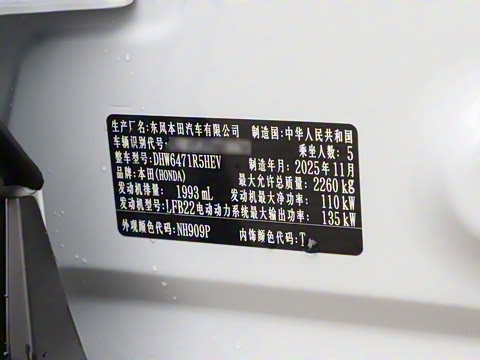 生产厂名:东风本田汽车有限公司 制造国:中华人民共和国
车辆识别代号: 乘坐人数:5
整车型号:DHW6471R5HEV 制造年月:2025年11月
品牌:本田(HONDA) 最大允许总质量:2260kg
发动机排量:1993mL 发动机最大净功率:110kW
发动机型号:LFB22 电动动力系统最大输出功率:135kW
外观颜色代码:NH909P 内饰颜色代码:T